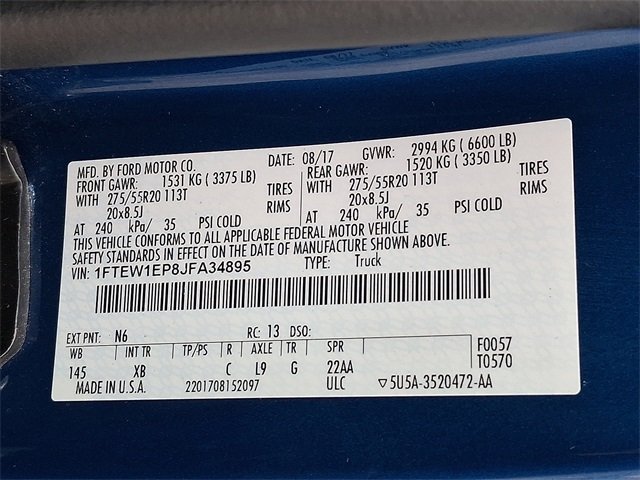 MFD. BY FORD MOTOR CO. DATE: 08/17 GVWR: 2994 KG ( 6600 LB)
FRONT GAWR: 1531 KG ( 3375 LB) REAR GAWR: 1520 KG ( 3350 LB)
WITH 275/55R20 113T TIRES WITH 275/55R20 113T TIRES
20x8.5J RIMS 20x8.5J RIMS
AT 240 kPa/ 35 PSI COLD AT 240 kPa/ 35 PSI COLD
THIS VEHICLE CONFORMS TO ALL APPLICABLE FEDERAL MOTOR VEHICLE
SAFETY STANDARDS IN EFFECT ON THE DATE OF MANUFACTURE SHOWN ABOVE.
VIN: 1FTEW1EP8JFA34895 TYPE: Truck
EXT PNT: N6 RC: 13 DSO: F0057
WB INT TR TP/PS R AXLE TR SPR T0570
145 XB C L9 G 22AA
MADE IN U.S.A. 2201708152097 ULC ▽5U5A-3520472-AA